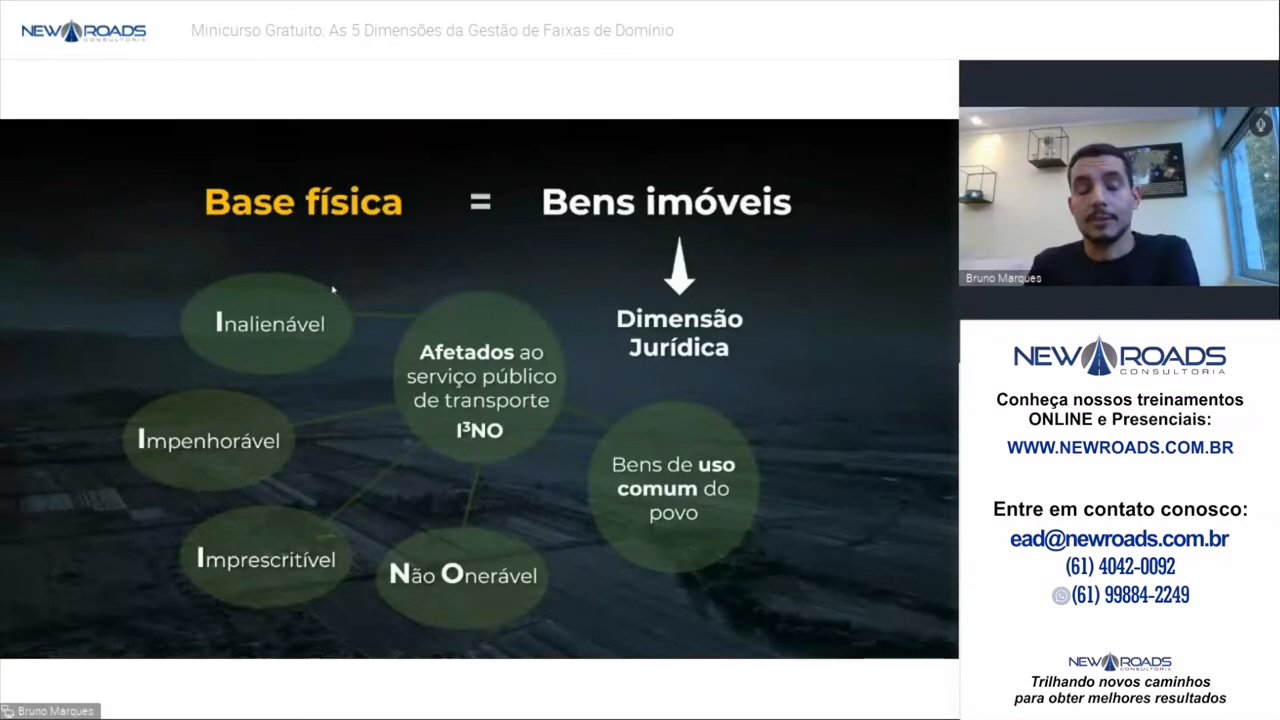 NEW ROADS
CONSULTORIA
Minicurso Gratuito: As 5 Dimensões da Gestão de Faixas de Domínio
Base física = Bens imóveis
Dimensão
Jurídica
Inalienável
Afetados ao
serviço público
de transporte
I³NO
Impenhorável
Bens de uso
comum do
povo
Imprescritível
Não Onerável
Bruno Marques
NEW ROADS
CONSULTORIA
Conheça nossos treinamentos
ONLINE e Presenciais:
WWW.NEWROADS.COM.BR
Entre em contato conosco:
ead@newroads.com.br
(61) 4042-0092
(61) 99884-2249
NEW ROADS
CONSULTORIA
Trilhando novos caminhos
para obter melhores resultados
Bruno Marques